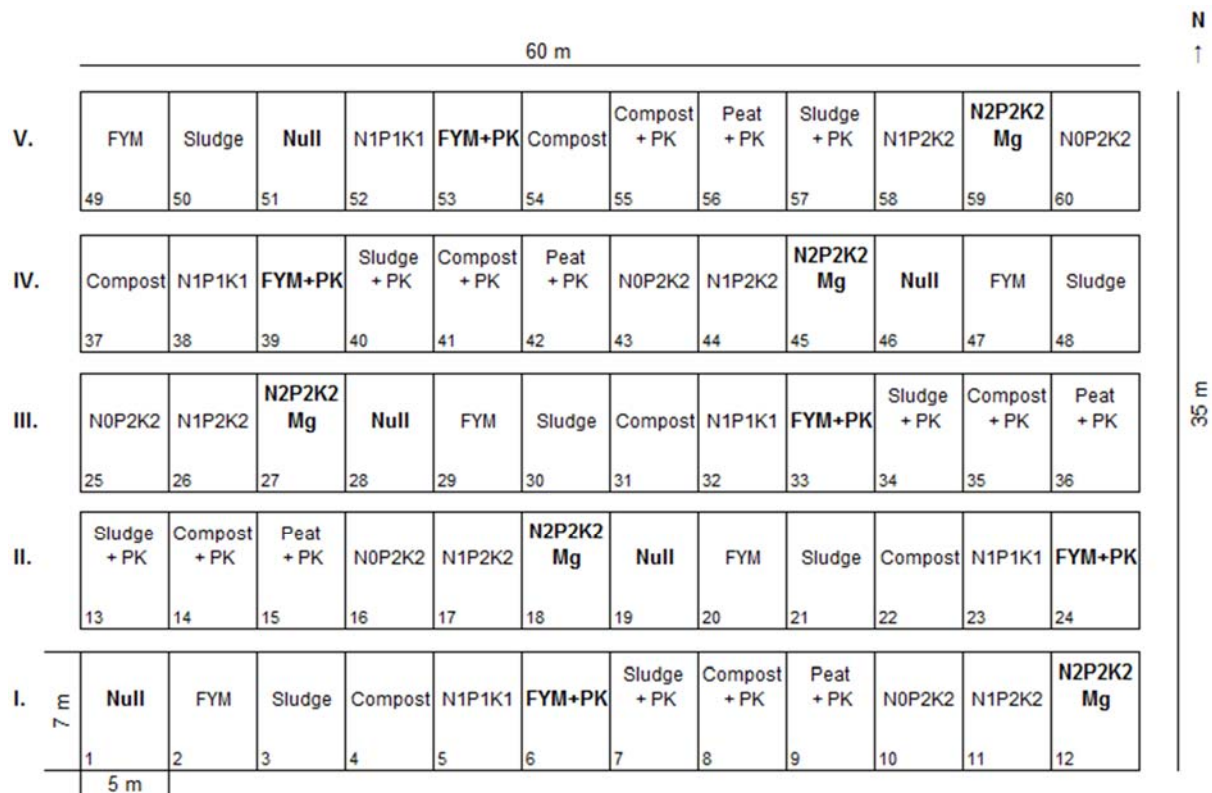 N
↑
60 m
V.
FYM
Sludge
Null
N1P1K1
FYM+PK
Compost
Compost
+ PK
Peat
+ PK
Sludge
+ PK
N1P2K2
N2P2K2
Mg
N0P2K2
49
50
51
52
53
54
55
56
57
58
59
60
IV.
Compost
N1P1K1
FYM+PK
Sludge
+ PK
Compost
+ PK
Peat
+ PK
N0P2K2
N1P2K2
N2P2K2
Mg
Null
FYM
Sludge
37
38
39
40
41
42
43
44
45
46
47
48
III.
N0P2K2
N1P2K2
N2P2K2
Mg
Null
FYM
Sludge
Compost
N1P1K1
FYM+PK
Sludge
+ PK
Compost
+ PK
Peat
+ PK
25
26
27
28
29
30
31
32
33
34
35
36
35 m
II.
Sludge
+ PK
Compost
+ PK
Peat
+ PK
N0P2K2
N1P2K2
N2P2K2
Mg
Null
FYM
Sludge
Compost
N1P1K1
FYM+PK
13
14
15
16
17
18
19
20
21
22
23
24
I.
7 m
Null
FYM
Sludge
Compost
N1P1K1
FYM+PK
Sludge
+ PK
Compost
+ PK
Peat
+ PK
N0P2K2
N1P2K2
N2P2K2
Mg
1
2
3
4
5
6
7
8
9
10
11
12
5 m